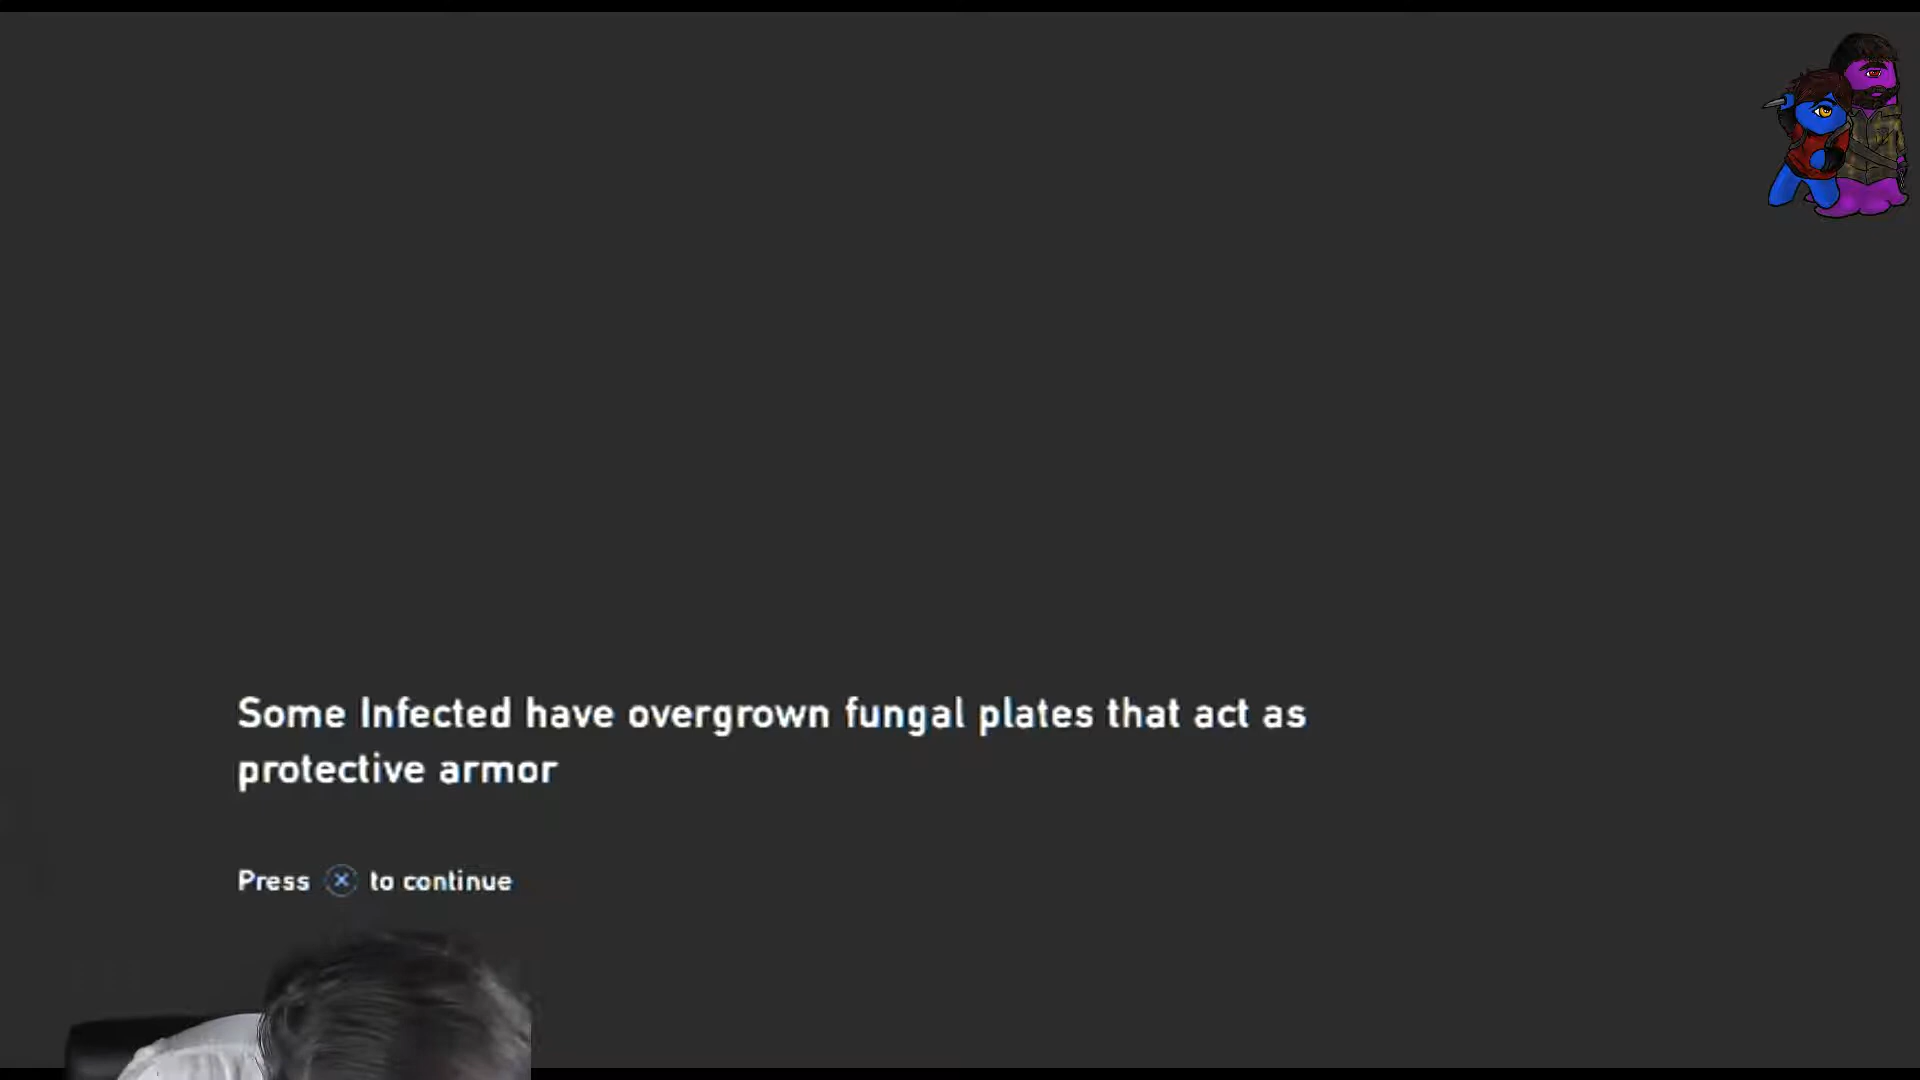 Some Infected have overgrown fungal plates that act as
protective armor
Press ⓧ to continue